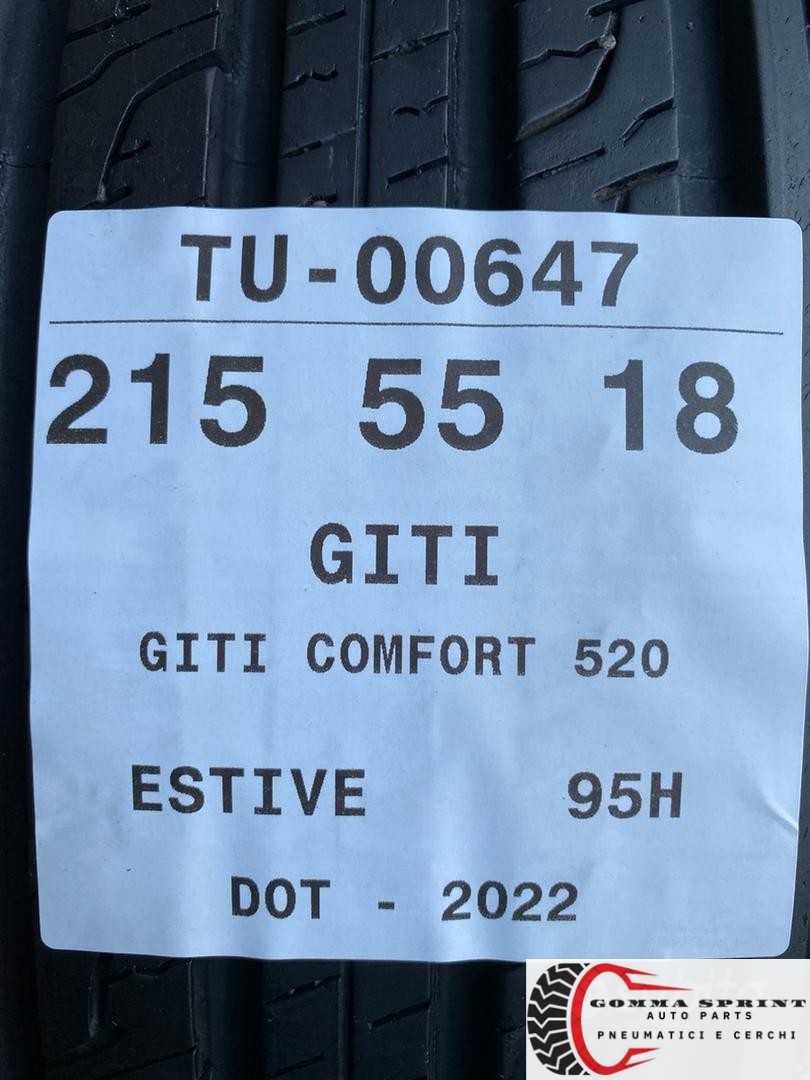 TU-00647
215 55 18
GITI
GITI COMFORT 520
ESTIVE 95H
DOT - 2022
GOMMA SPRINT
AUTO PARTS
PNEUMATICI E CERCHI